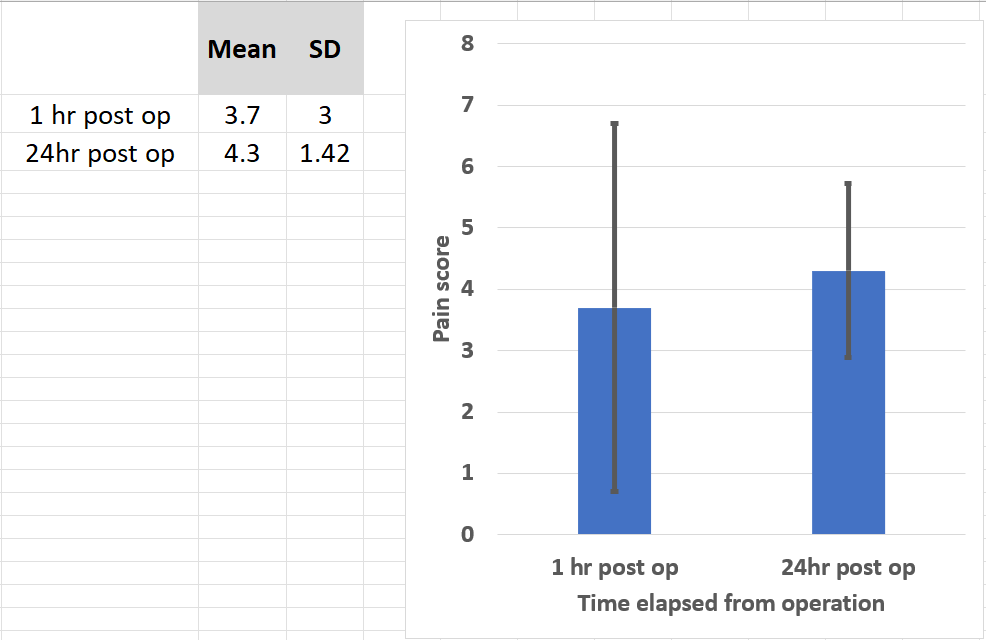 Mean SD
1 hr post op 3.7 3
24hr post op 4.3 1.42
8
7
6
5
4
3
2
1
0
Pain score
1 hr post op 24hr post op
Time elapsed from operation